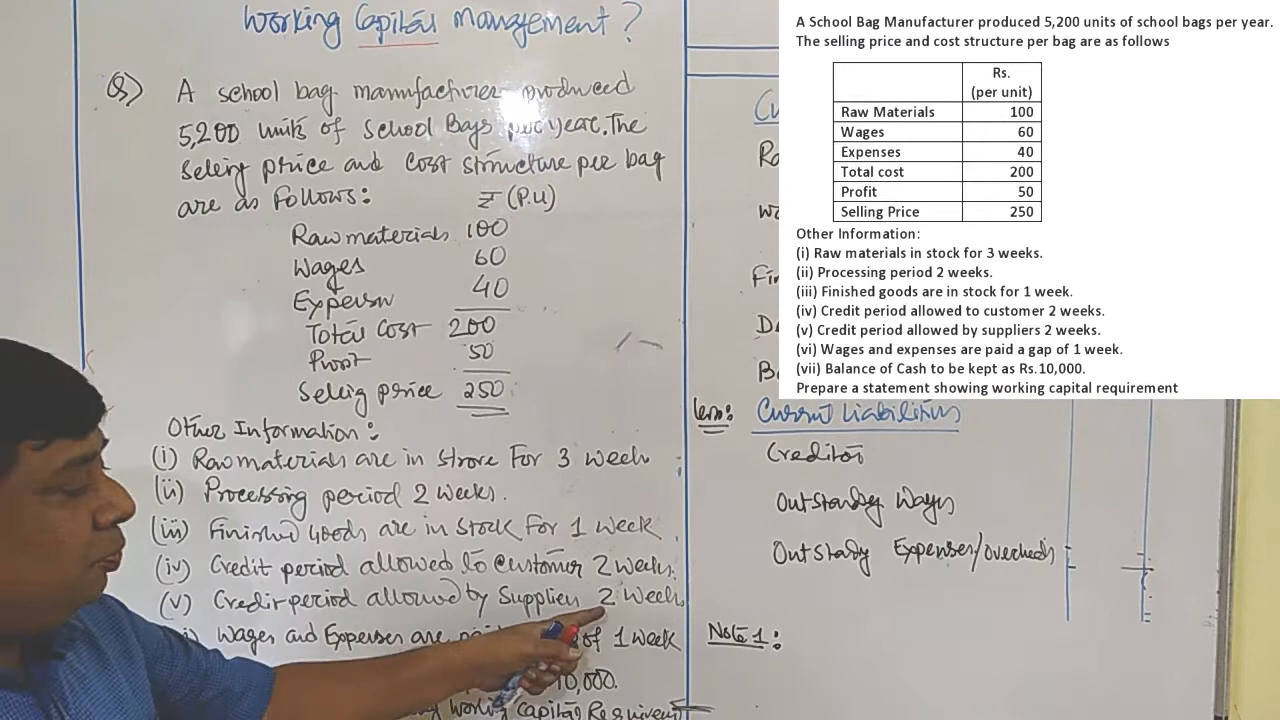 Working Capital Management ?
Q) A school bag manufacturer produced
5,200 units of School Bags per year. The
Selling price and cost structure per bag
are as follows:
₹ (P.U)
Raw materials 100
Wages 60
Expenses 40
Total Cost 200
Profit 50
Selling price 250
Other Information:
(i) Raw materials are in store for 3 week
(ii) Processing period 2 weeks.
(iii) Finished goods are in stock for 1 week.
(iv) Credit period allowed to customer 2 weeks.
(v) Credit period allowed by Suppliers 2 weeks.
Wages and Expenses are of 1 week
10,000.
Working Capital Requirement
A School Bag Manufacturer produced 5,200 units of school bags per year.
The selling price and cost structure per bag are as follows
Rs.
(per unit)
Raw Materials 100
Wages 60
Expenses 40
Total cost 200
Profit 50
Selling Price 250
Other Information:
(i) Raw materials in stock for 3 weeks.
(ii) Processing period 2 weeks.
(iii) Finished goods are in stock for 1 week.
(iv) Credit period allowed to customer 2 weeks.
(v) Credit period allowed by suppliers 2 weeks.
(vi) Wages and expenses are paid a gap of 1 week.
(vii) Balance of Cash to be kept as Rs.10,000.
Prepare a statement showing working capital requirement
Less: Current Liabilities
Creditor
Outstanding Wages
Outstanding Expenses/overheads
Note 1: